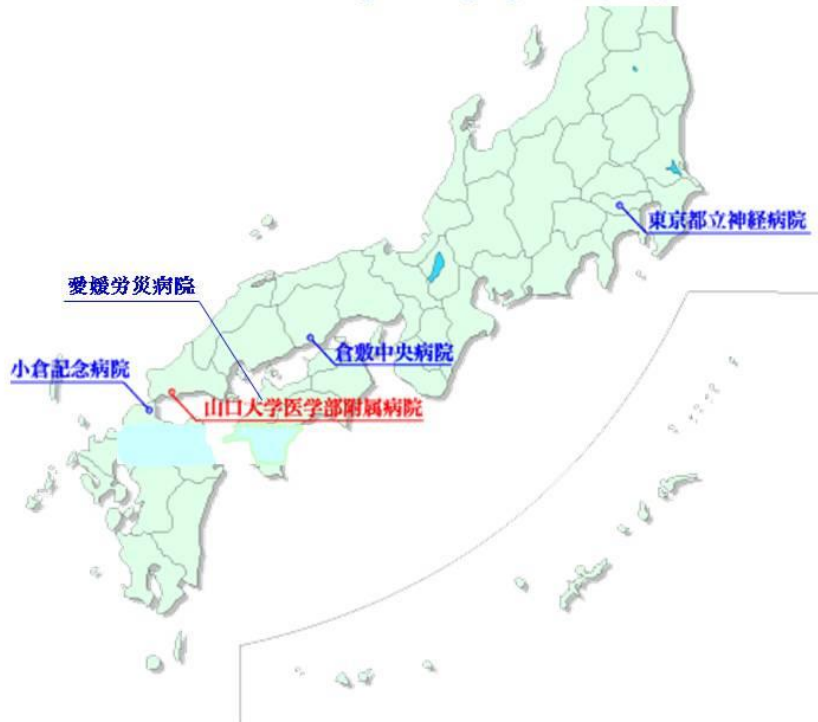 東京都立神経病院
愛媛労災病院
倉敷中央病院
小倉記念病院
山口大学医学部附属病院